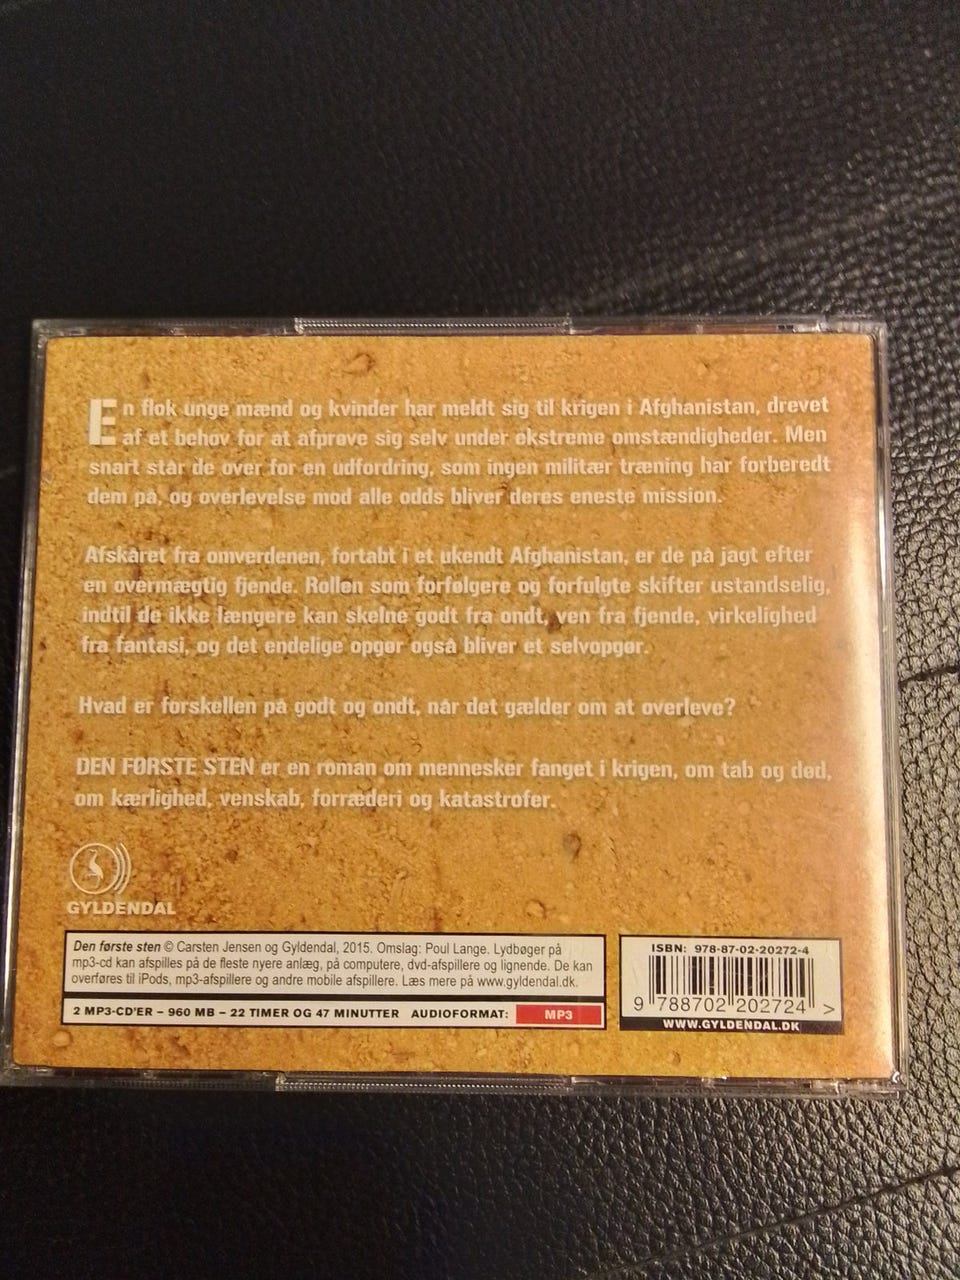 En flok unge mænd og kvinder har meldt sig til krigen i Afghanistan, drevet
af et behov for at afprøve sig selv under ekstreme omstændigheder. Men
snart står de over for en udfordring, som ingen militær træning har forberedt
dem på, og overlevelse mod alle odds bliver deres eneste mission.
Afskåret fra omverdenen, fortabt i et ukendt Afghanistan, er de på jagt efter
en overmægtig fjende. Rollen som forfølgere og forfulgte skifter ustandselig,
indtil de ikke længere kan skelne godt fra ondt, ven fra fjende, virkelighed
fra fantasi, og det endelige opgør også bliver et selvopgør.
Hvad er forskellen på godt og ondt, når det gælder om at overleve?
DEN FØRSTE STEN er en roman om mennesker fanget i krigen, om tab og død,
om kærlighed, venskab, forræderi og katastrofer.
GYLDENDAL
Den første sten © Carsten Jensen og Gyldendal, 2015. Omslag: Poul Lange. Lydbøger på
mp3-cd kan afspilles på de fleste nyere anlæg, på computere, dvd-afspillere og lignende. De kan
overføres til iPods, mp3-afspillere og andre mobile afspillere. Læs mere på www.gyldendal.dk.
2 MP3-CD'ER – 960 MB – 22 TIMER OG 47 MINUTTER AUDIOFORMAT: MP3
ISBN: 978-87-02-20272-4
9 788702 202724 >
WWW.GYLDENDAL.DK